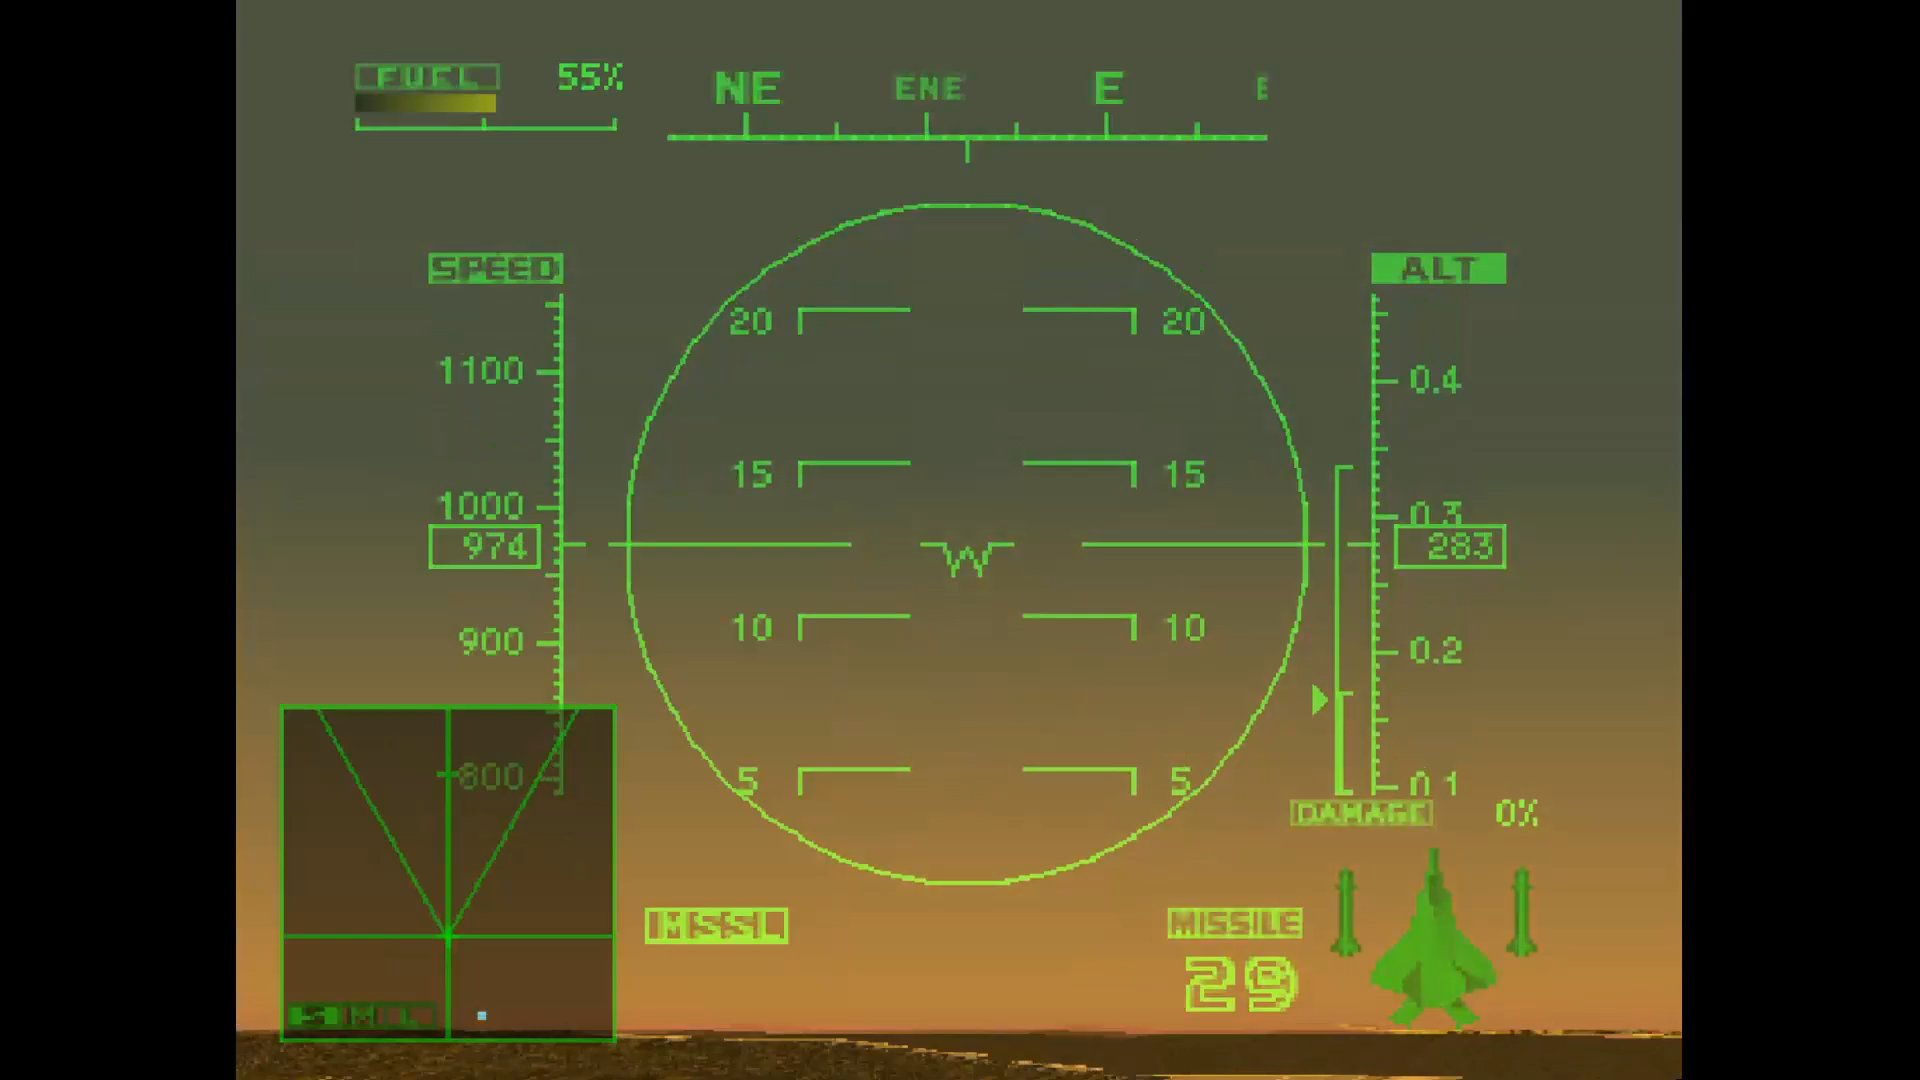 FUEL 55%
NE ENE E
SPEED ALT
20 20
1100 0.4
15 15
1000 0.3
974 283
10 10
900 0.2
5 5
800 0.1
DAMAGE 0%
MSSL
MISSILE
29